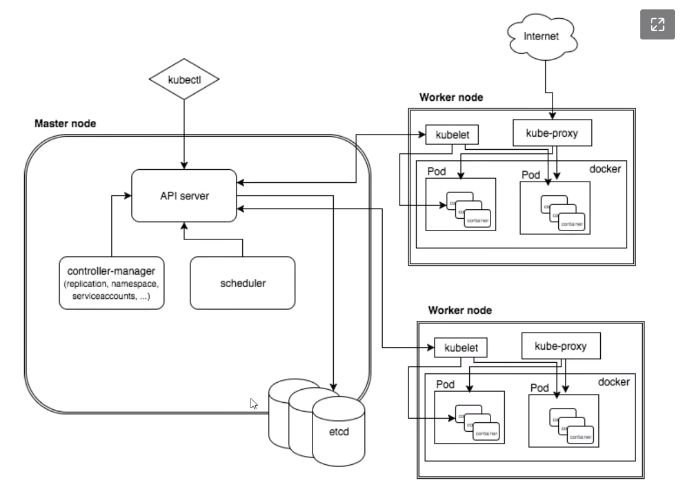 Internet
kubectl
Worker node
Master node
kubelet
kube-proxy
docker
Pod
Pod
API server
container
container
controller-manager
(replication, namespace,
serviceaccounts, ...)
scheduler
Worker node
kubelet
kube-proxy
docker
Pod
Pod
etcd
container
container